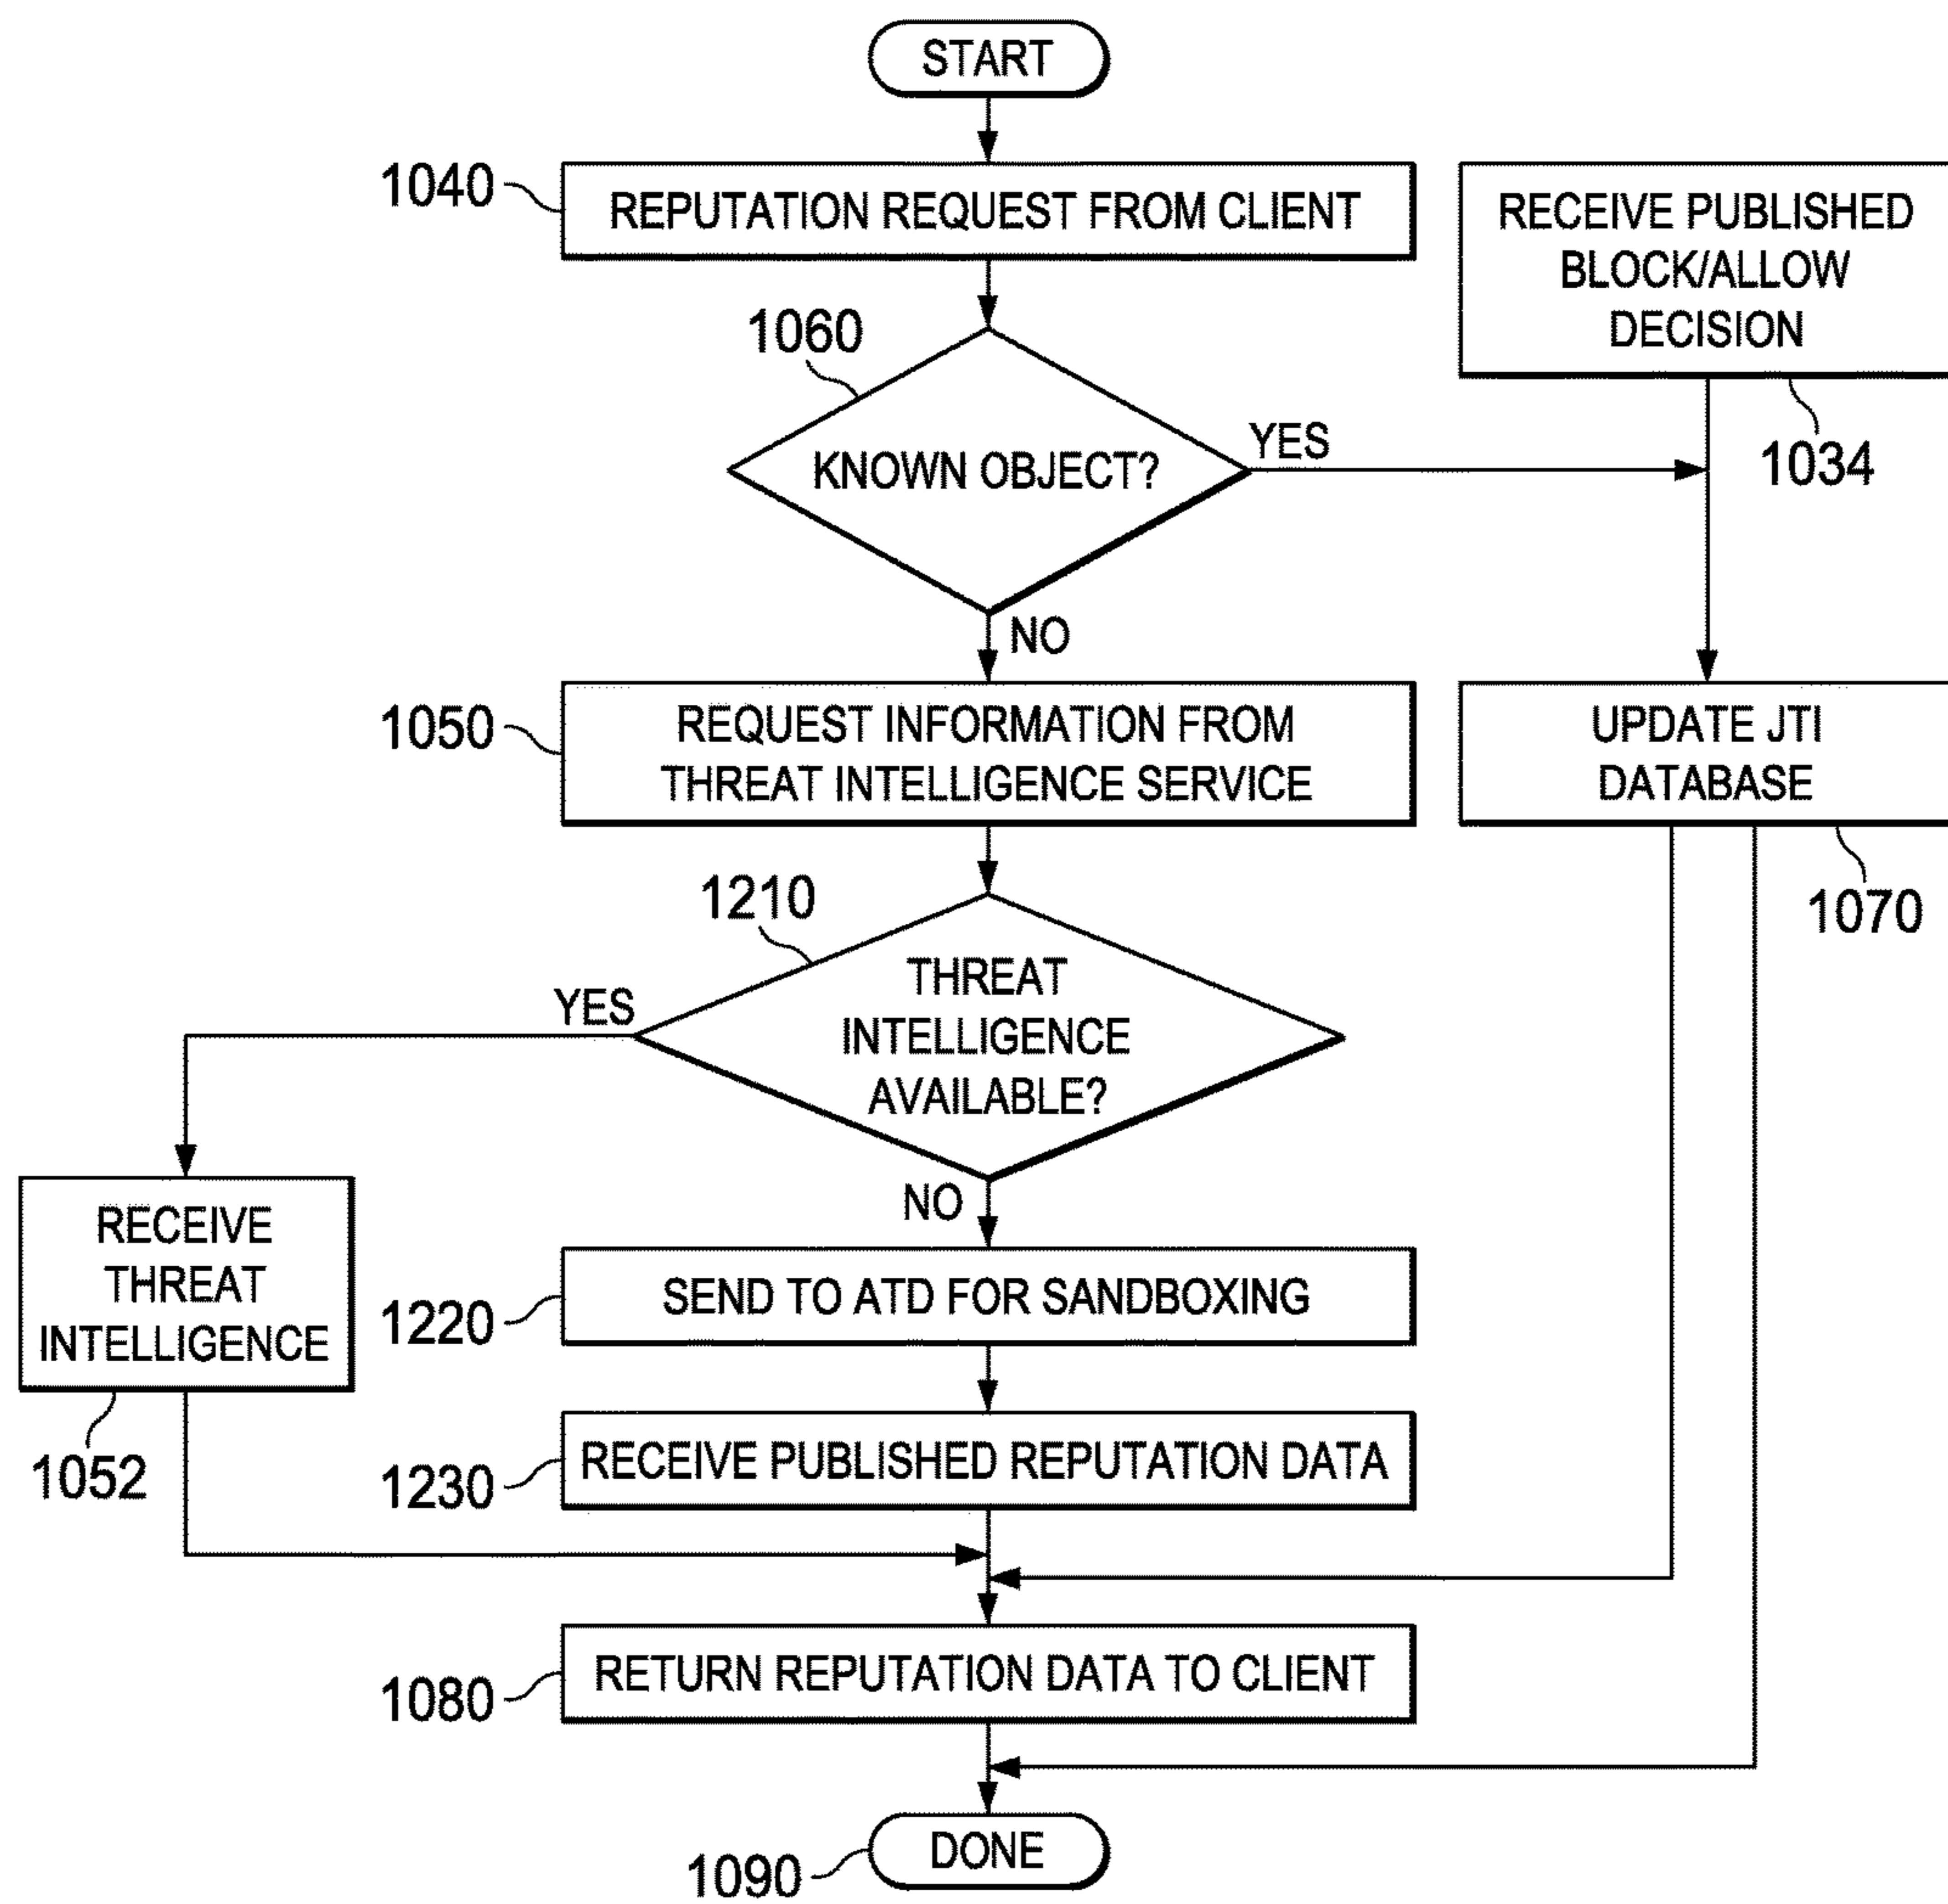 START
1040
REPUTATION REQUEST FROM CLIENT
RECEIVE PUBLISHED
BLOCK/ALLOW
DECISION
1034
1060
KNOWN OBJECT?
YES
NO
1050
REQUEST INFORMATION FROM
THREAT INTELLIGENCE SERVICE
UPDATE JTI
DATABASE
1070
1210
THREAT
INTELLIGENCE
AVAILABLE?
YES
NO
RECEIVE
THREAT
INTELLIGENCE
1052
1220
SEND TO ATD FOR SANDBOXING
1230
RECEIVE PUBLISHED REPUTATION DATA
1080
RETURN REPUTATION DATA TO CLIENT
1090
DONE